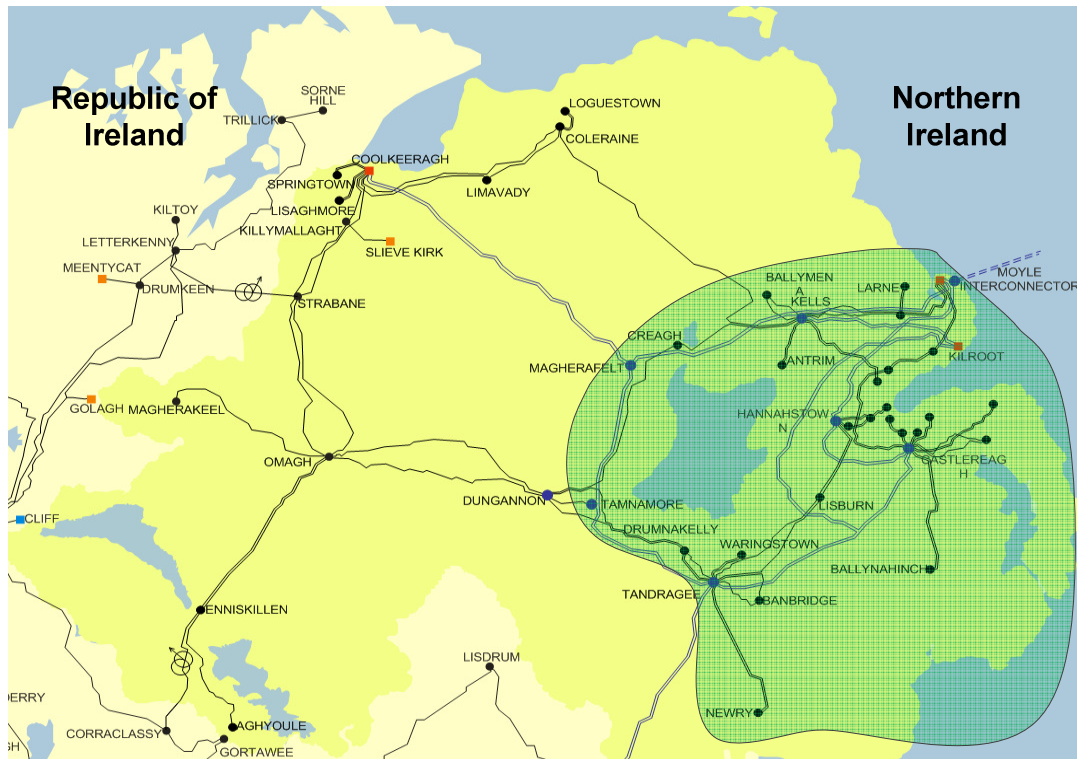 Republic of
Ireland
Northern
Ireland
SORNE
HILL
TRILLICK
LOGUESTOWN
COLERAINE
COOLKEERAGH
SPRINGTOWN
LIMAVADY
LISAGHMORE
KILLYMALLAGHT
SLIEVE KIRK
KILTOY
LETTERKENNY
MEENTYCAT
DRUMKEEN
STRABANE
BALLYMEN
A
KELLS
LARNE
MOYLE
INTERCONNECTOR
CREAGH
MAGHERAFELT
ANTRIM
KILROOT
GOLAGH
MAGHERAKEEL
HANNAHSTOW
N
OMAGH
CASTLEREAG
H
DUNGANNON
TAMNAMORE
LISBURN
CLIFF
DRUMNAKELLY
WARINGSTOWN
BALLYNAHINCH
TANDRAGEE
BANBRIDGE
ENNISKILLEN
LISDRUM
DERRY
NEWRY
AGHYOULE
CORRACLASSY
GORTAWEE
GH